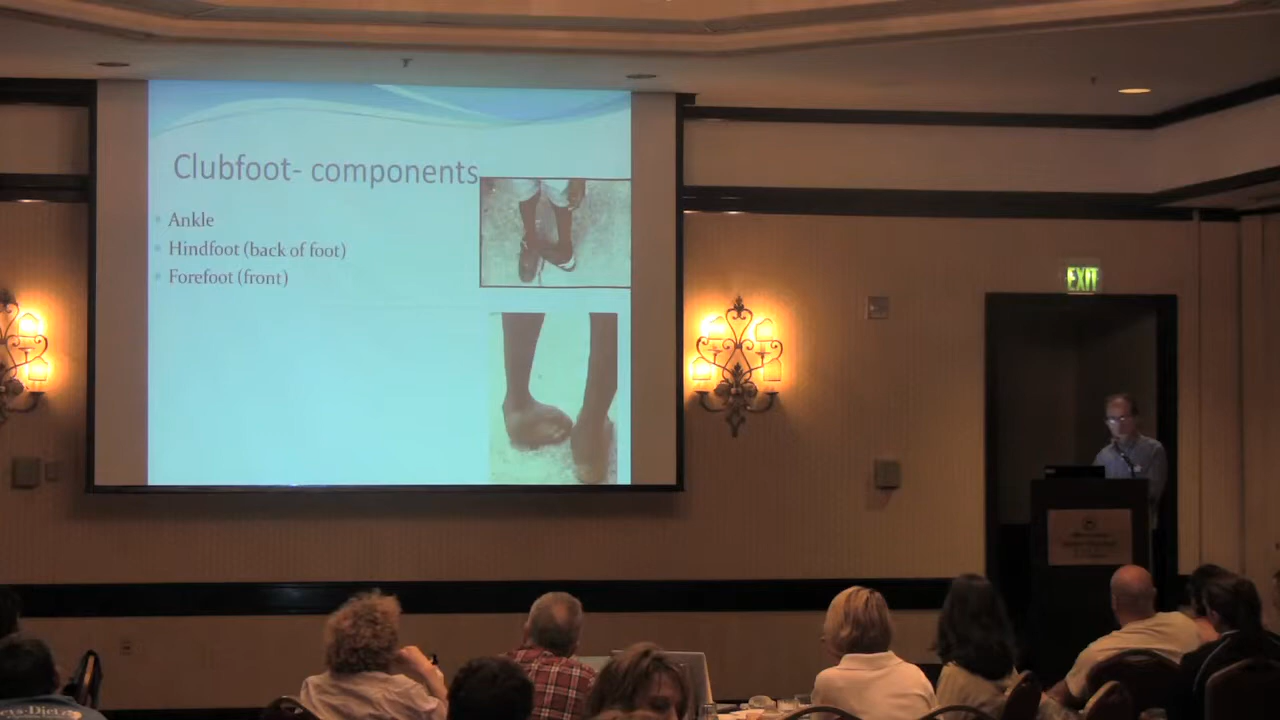 Clubfoot- components
Ankle
Hindfoot (back of foot)
Forefoot (front)
EXIT